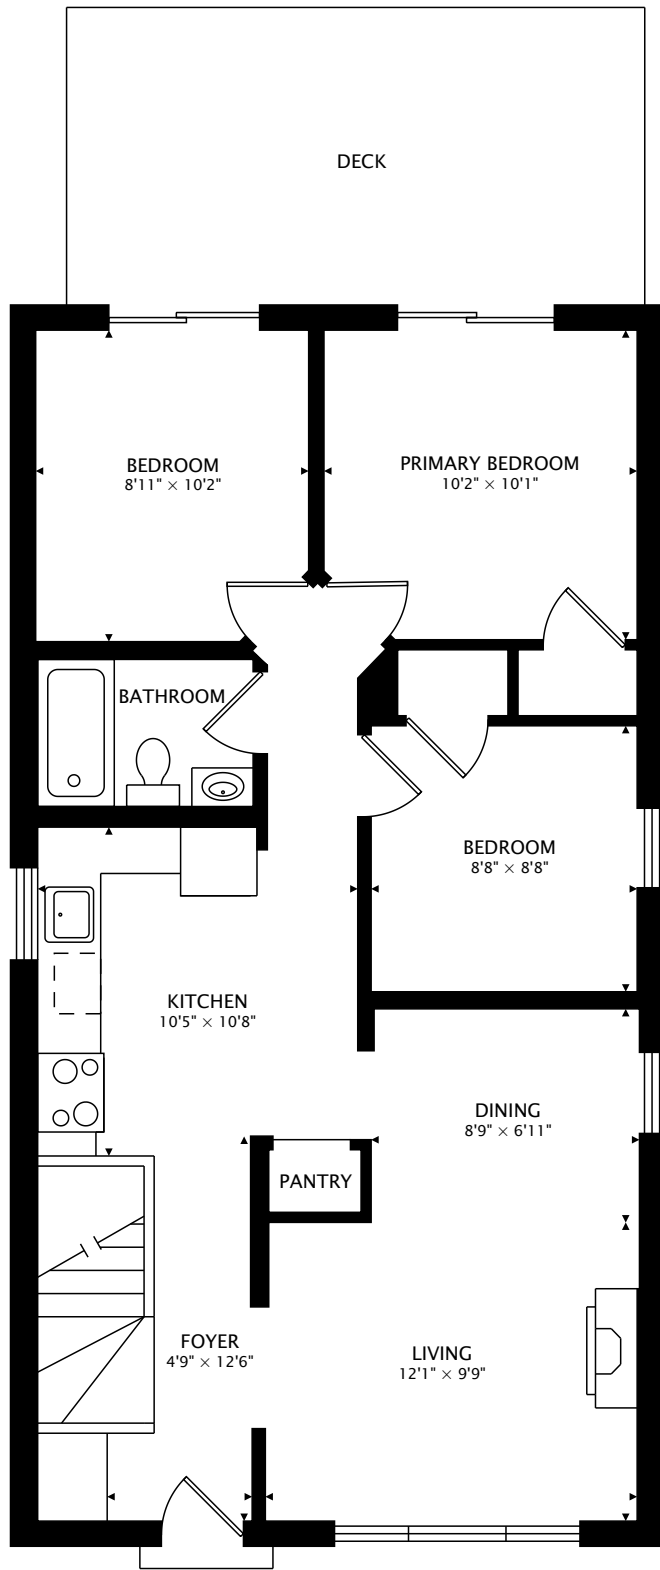 DECK
BEDROOM
8'11" × 10'2"
PRIMARY BEDROOM
10'2" × 10'1"
BATHROOM
BEDROOM
8'8" × 8'8"
KITCHEN
10'5" × 10'8"
DINING
8'9" × 6'11"
PANTRY
FOYER
4'9" × 12'6"
LIVING
12'1" × 9'9"